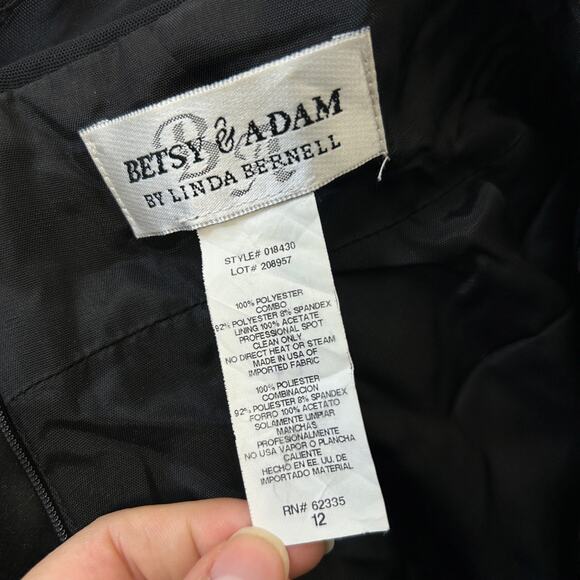 BETSY & ADAM
BY LINDA BERNELL
STYLE# 018430
LOT# 208957
100% POLYESTER
COMBO
92% POLYESTER 8% SPANDEX
LINING 100% ACETATE
PROFESSIONAL SPOT
CLEAN ONLY
NO DIRECT HEAT OR STEAM
MADE IN USA OF
IMPORTED FABRIC
100% POLIESTER
COMBINACION
92% POLIESTER 8% SPANDEX
FORRO 100% ACETATO
SOLAMENTE LIMPIAR
MANCHAS
PROFESIONALMENTE
NO USAR VAPOR O PLANCHA
CALIENTE
HECHO EN EE. UU. DE
IMPORTADO MATERIAL
RN# 62335
12